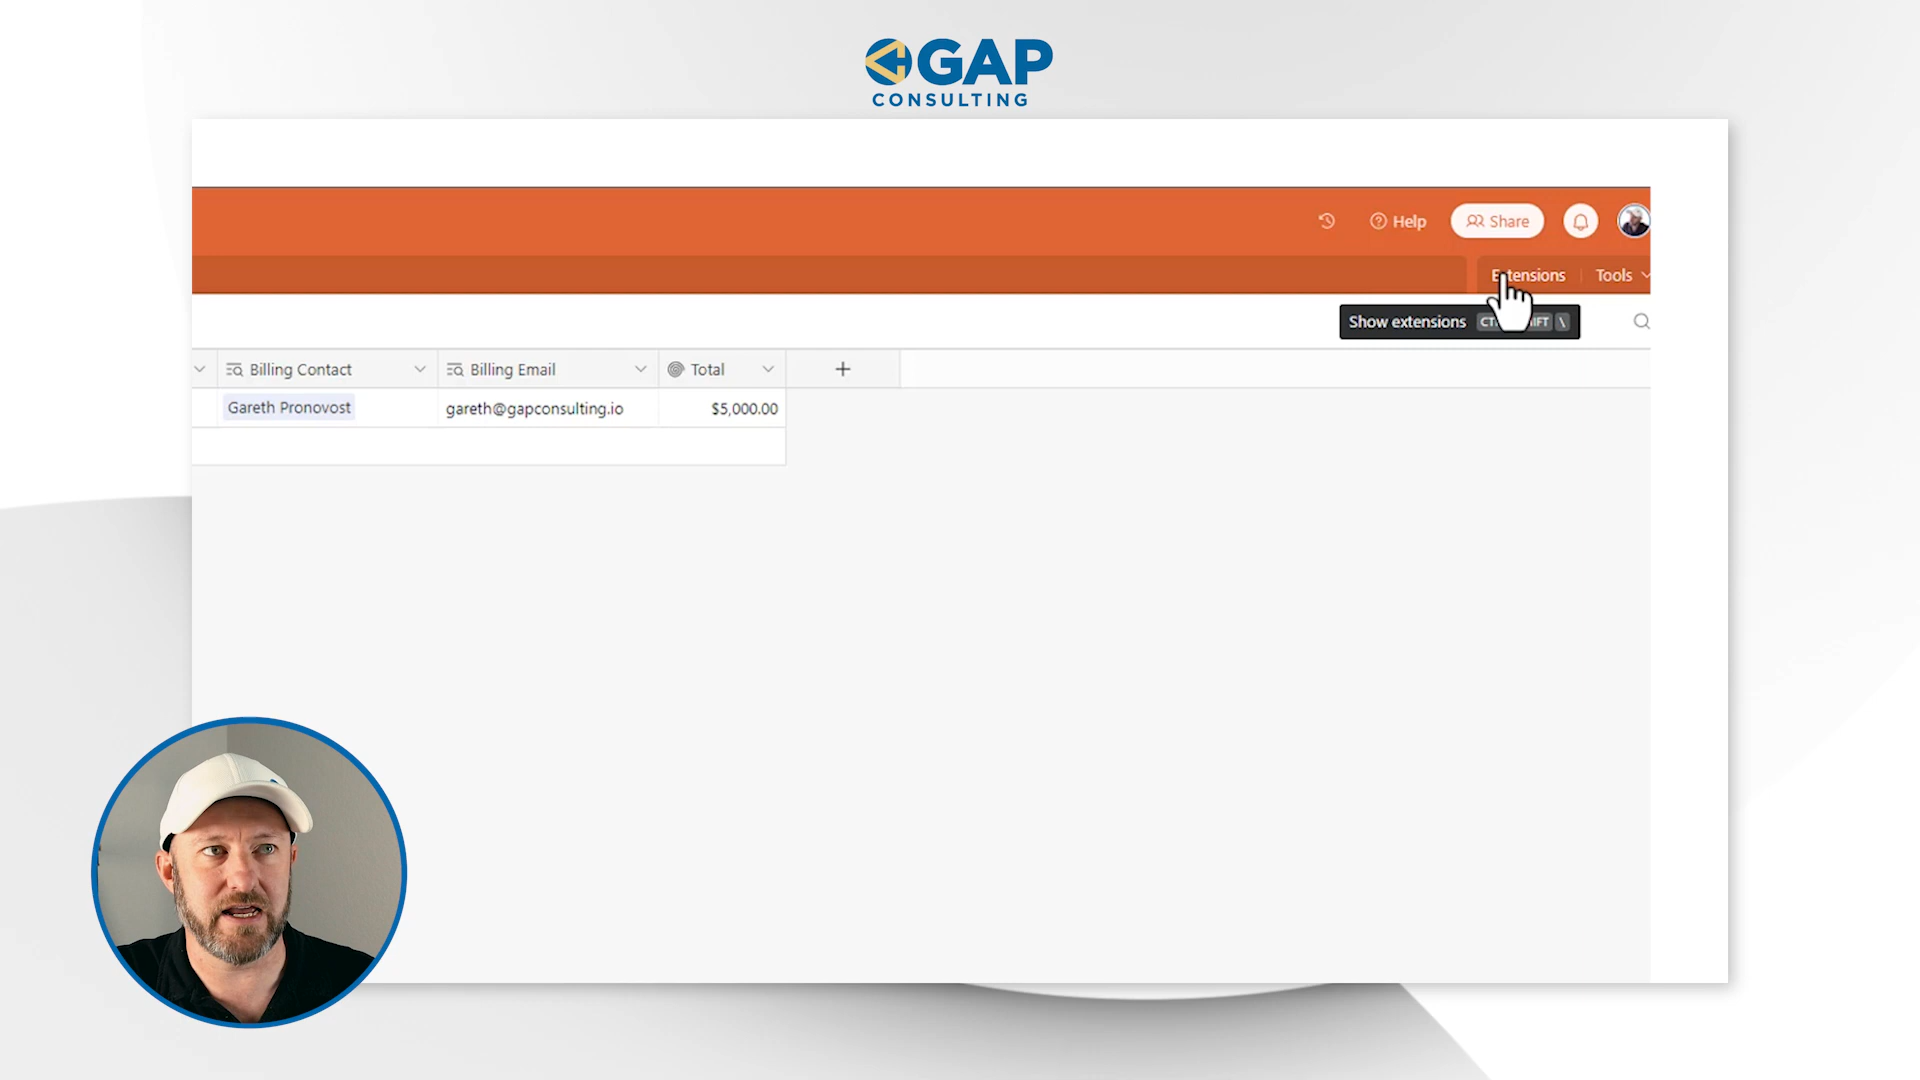 GAP
CONSULTING
Help
Share
Extensions
Tools
Show extensions
\
Billing Contact
Billing Email
Total
Gareth Pronovost
gareth@gapconsulting.io
$5,000.00